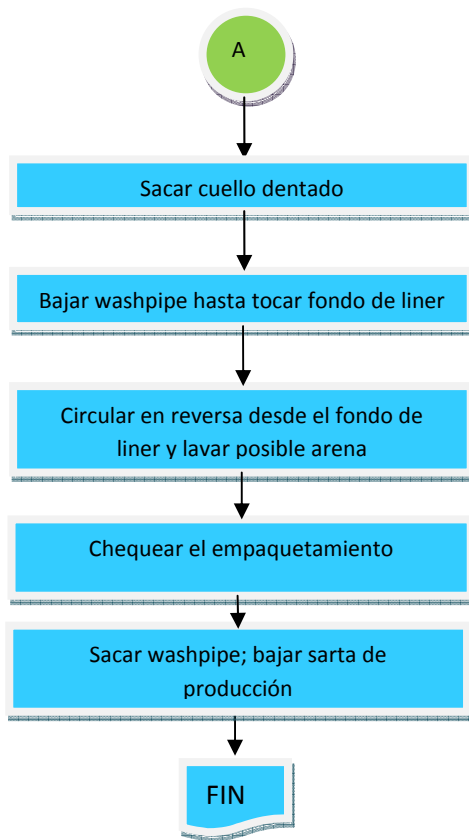 A
Sacar cuello dentado
Bajar washpipe hasta tocar fondo de liner
Circular en reversa desde el fondo de
liner y lavar posible arena
Chequear el empaquetamiento
Sacar washpipe; bajar sarta de
producción
FIN